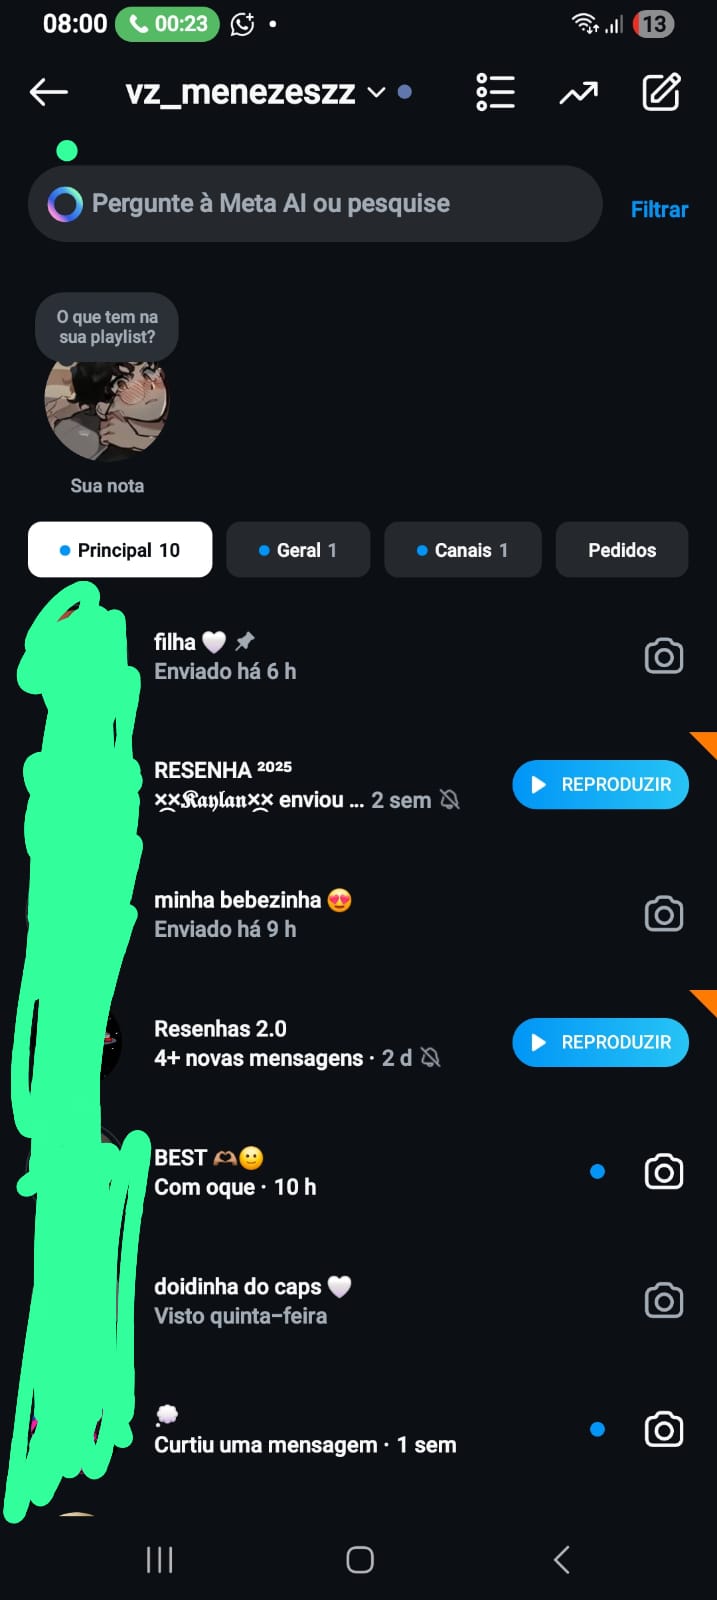 08:00 00:23 13
vz_menezeszz
Pergunte à Meta AI ou pesquise
Filtrar
O que tem na
sua playlist?
Sua nota
Principal 10 Geral 1 Canais 1 Pedidos
filha 🤍 📌
Enviado há 6 h
RESENHA ²⁰²⁵
×͜×𝕶𝖆𝖞𝖑𝖆𝖓×͜× enviou ... 2 sem
REPRODUZIR
minha bebezinha 😍
Enviado há 9 h
Resenhas 2.0
4+ novas mensagens · 2 d
REPRODUZIR
BEST 🫶🏾🙂
Com oque · 10 h
doidinha do caps 🤍
Visto quinta-feira
💭
Curtiu uma mensagem · 1 sem